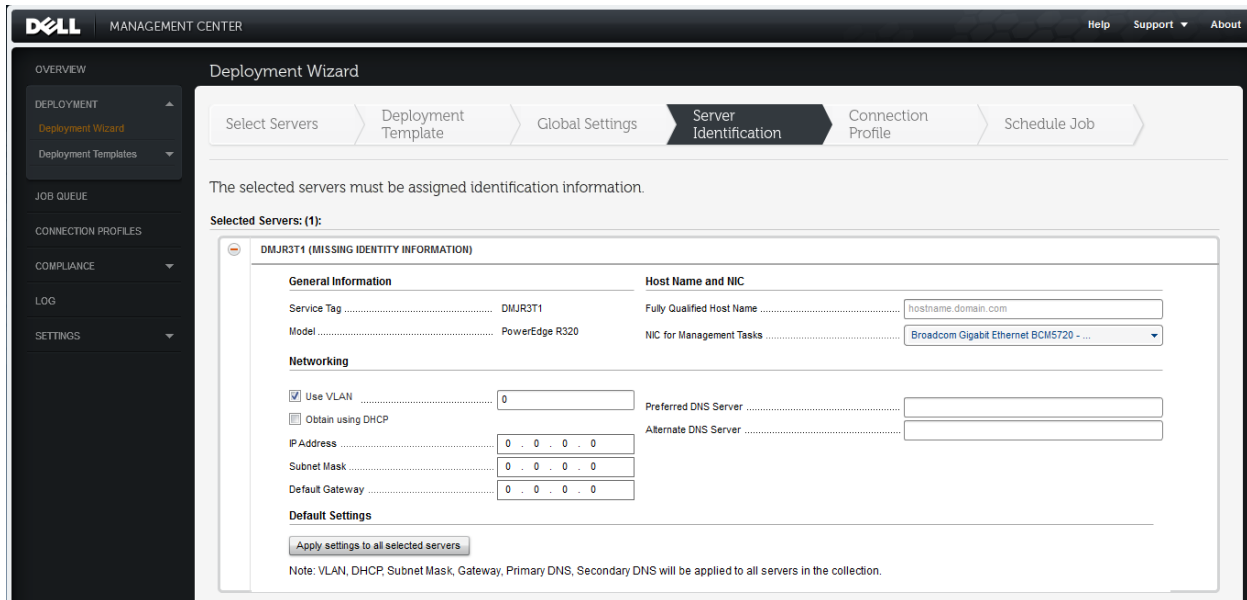 DELL MANAGEMENT CENTER
Help Support About
OVERVIEW
DEPLOYMENT
Deployment Wizard
Deployment Templates
JOB QUEUE
CONNECTION PROFILES
COMPLIANCE
LOG
SETTINGS
Deployment Wizard
Select Servers
Deployment
Template
Global Settings
Server
Identification
Connection
Profile
Schedule Job
The selected servers must be assigned identification information.
Selected Servers: (1):
DMJR3T1 (MISSING IDENTITY INFORMATION)
General Information
Service Tag DMJR3T1
Model PowerEdge R320
Host Name and NIC
Fully Qualified Host Name hostname.domain.com
NIC for Management Tasks Broadcom Gigabit Ethernet BCM5720 - ...
Networking
Use VLAN 0
Obtain using DHCP
IP Address 0 . 0 . 0 . 0
Subnet Mask 0 . 0 . 0 . 0
Default Gateway 0 . 0 . 0 . 0
Preferred DNS Server
Alternate DNS Server
Default Settings
Apply settings to all selected servers
Note: VLAN, DHCP, Subnet Mask, Gateway, Primary DNS, Secondary DNS will be applied to all servers in the collection.